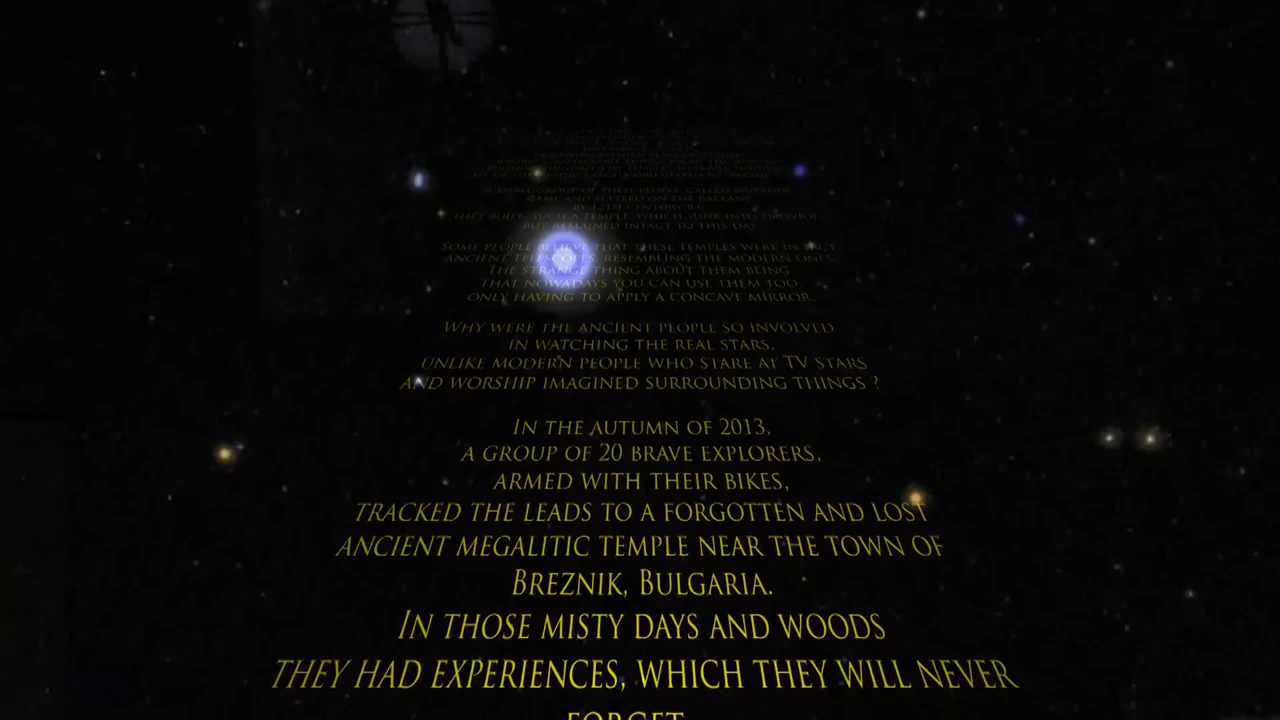 A SMALL GROUP OF THESE PEOPLE, CALLED
CAME AND SETTLED ON THE BALKANS
BY 12TH CENTURY B.C.
THEY BUILT SUCH A TEMPLE, WHICH SUNK INTO OBLIVION,
BUT REMAINED INTACT TO THIS DAY.
SOME PEOPLE BELIEVE THAT THESE TEMPLES WERE IN FACT
ANCIENT TELESCOPES, RESEMBLING THE MODERN ONES.
THE STRANGE THING ABOUT THEM BEING
THAT NOWADAYS YOU CAN USE THEM TOO.
ONLY HAVING TO APPLY A CONCAVE MIRROR.
WHY WERE THE ANCIENT PEOPLE SO INVOLVED
IN WATCHING THE REAL STARS,
UNLIKE MODERN PEOPLE WHO STARE AT TV STARS
AND WORSHIP IMAGINED SURROUNDING THINGS ?
IN THE AUTUMN OF 2013,
A GROUP OF 20 BRAVE EXPLORERS,
ARMED WITH THEIR BIKES,
TRACKED THE LEADS TO A FORGOTTEN AND LOST
ANCIENT MEGALITIC TEMPLE NEAR THE TOWN OF
BREZNIK, BULGARIA.
IN THOSE MISTY DAYS AND WOODS
THEY HAD EXPERIENCES, WHICH THEY WILL NEVER
FORGET